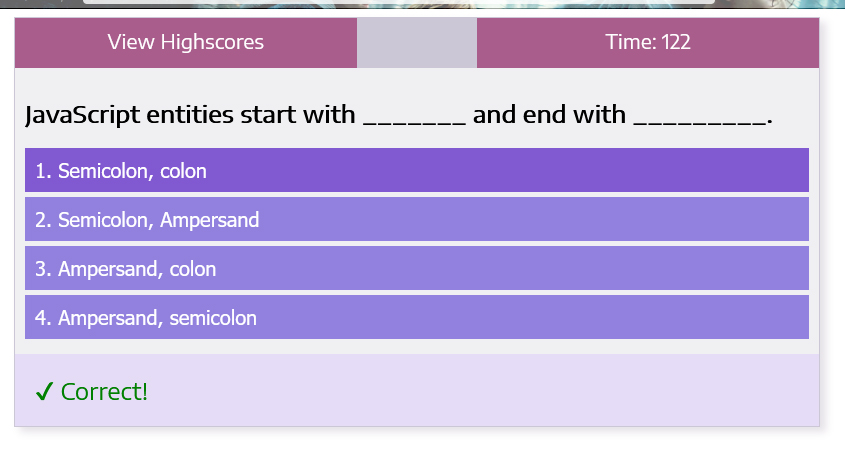 View Highscores
Time: 122
JavaScript entities start with _______ and end with _________.
1. Semicolon, colon
2. Semicolon, Ampersand
3. Ampersand, colon
4. Ampersand, semicolon
✔ Correct!